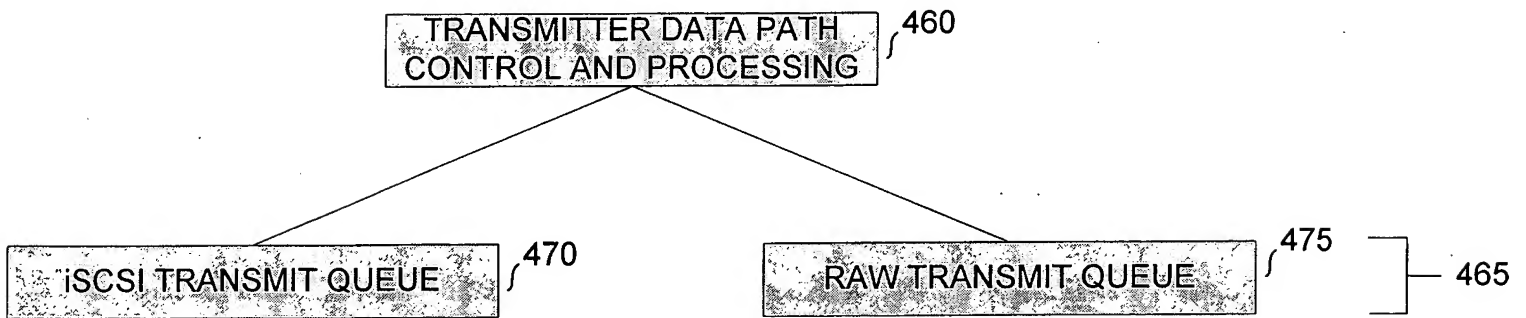 TRANSMITTER DATA PATH
CONTROL AND PROCESSING
460
iSCSI TRANSMIT QUEUE
470
RAW TRANSMIT QUEUE
475
465